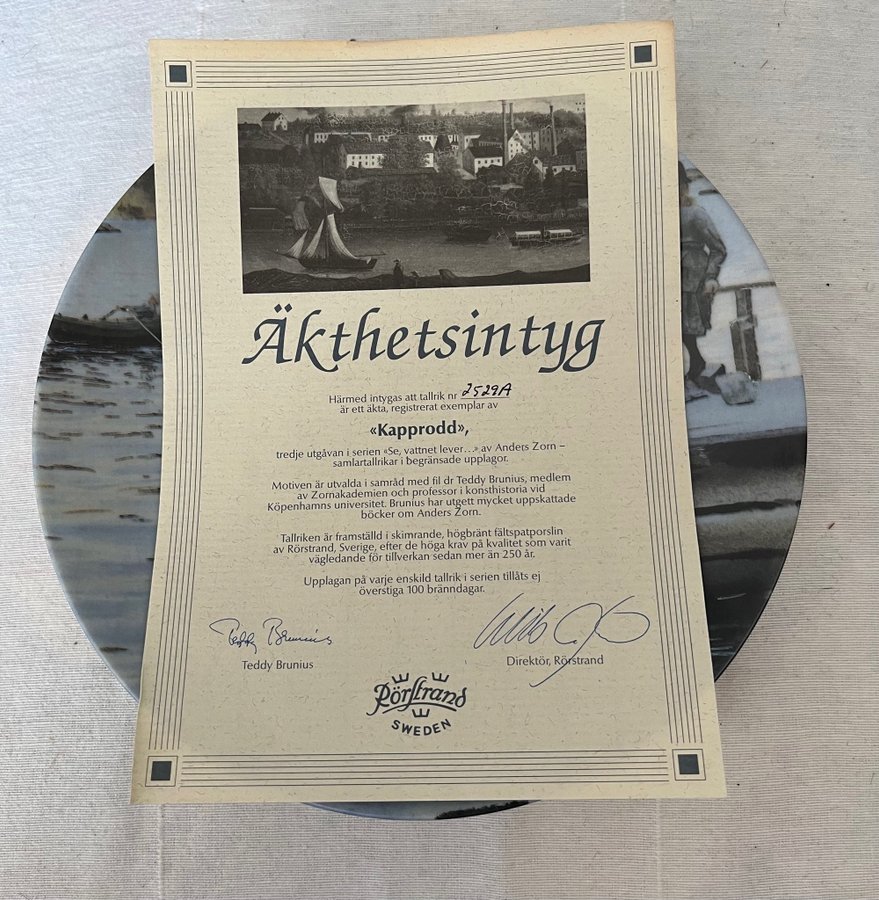 Äkthetsintyg
Härmed intygas att tallrik nr 2529A
är ett äkta, registrerat exemplar av
«Kapprodd»,
tredje utgåvan i serien «Se, vattnet lever...» av Anders Zorn –
samlartallrikar i begränsade upplagor.
Motiven är utvalda i samråd med fil dr Teddy Brunius, medlem
av Zornakademien och professor i konsthistoria vid
Köpenhamns universitet. Brunius har utgett mycket uppskattade
böcker om Anders Zorn.
Tallriken är framställd i skimrande, högbränt fältspatporslin
av Rörstrand, Sverige, efter de höga krav på kvalitet som varit
vägledande för tillverkan sedan mer än 250 år.
Upplagan på varje enskild tallrik i serien tillåts ej
överstiga 100 bränndagar.
Teddy Brunius
Teddy Brunius
Direktör, Rörstrand
Rörstrand
SWEDEN